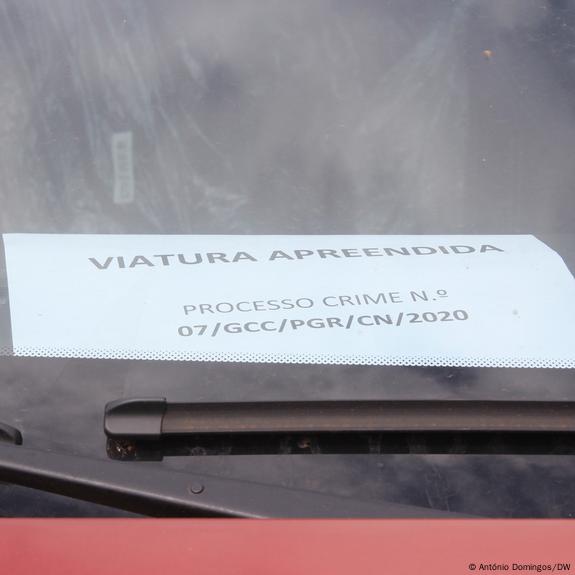 VIATURA APREENDIDA
PROCESSO CRIME N.º
07/GCC/PGR/CN/2020
© António Domingos/DW